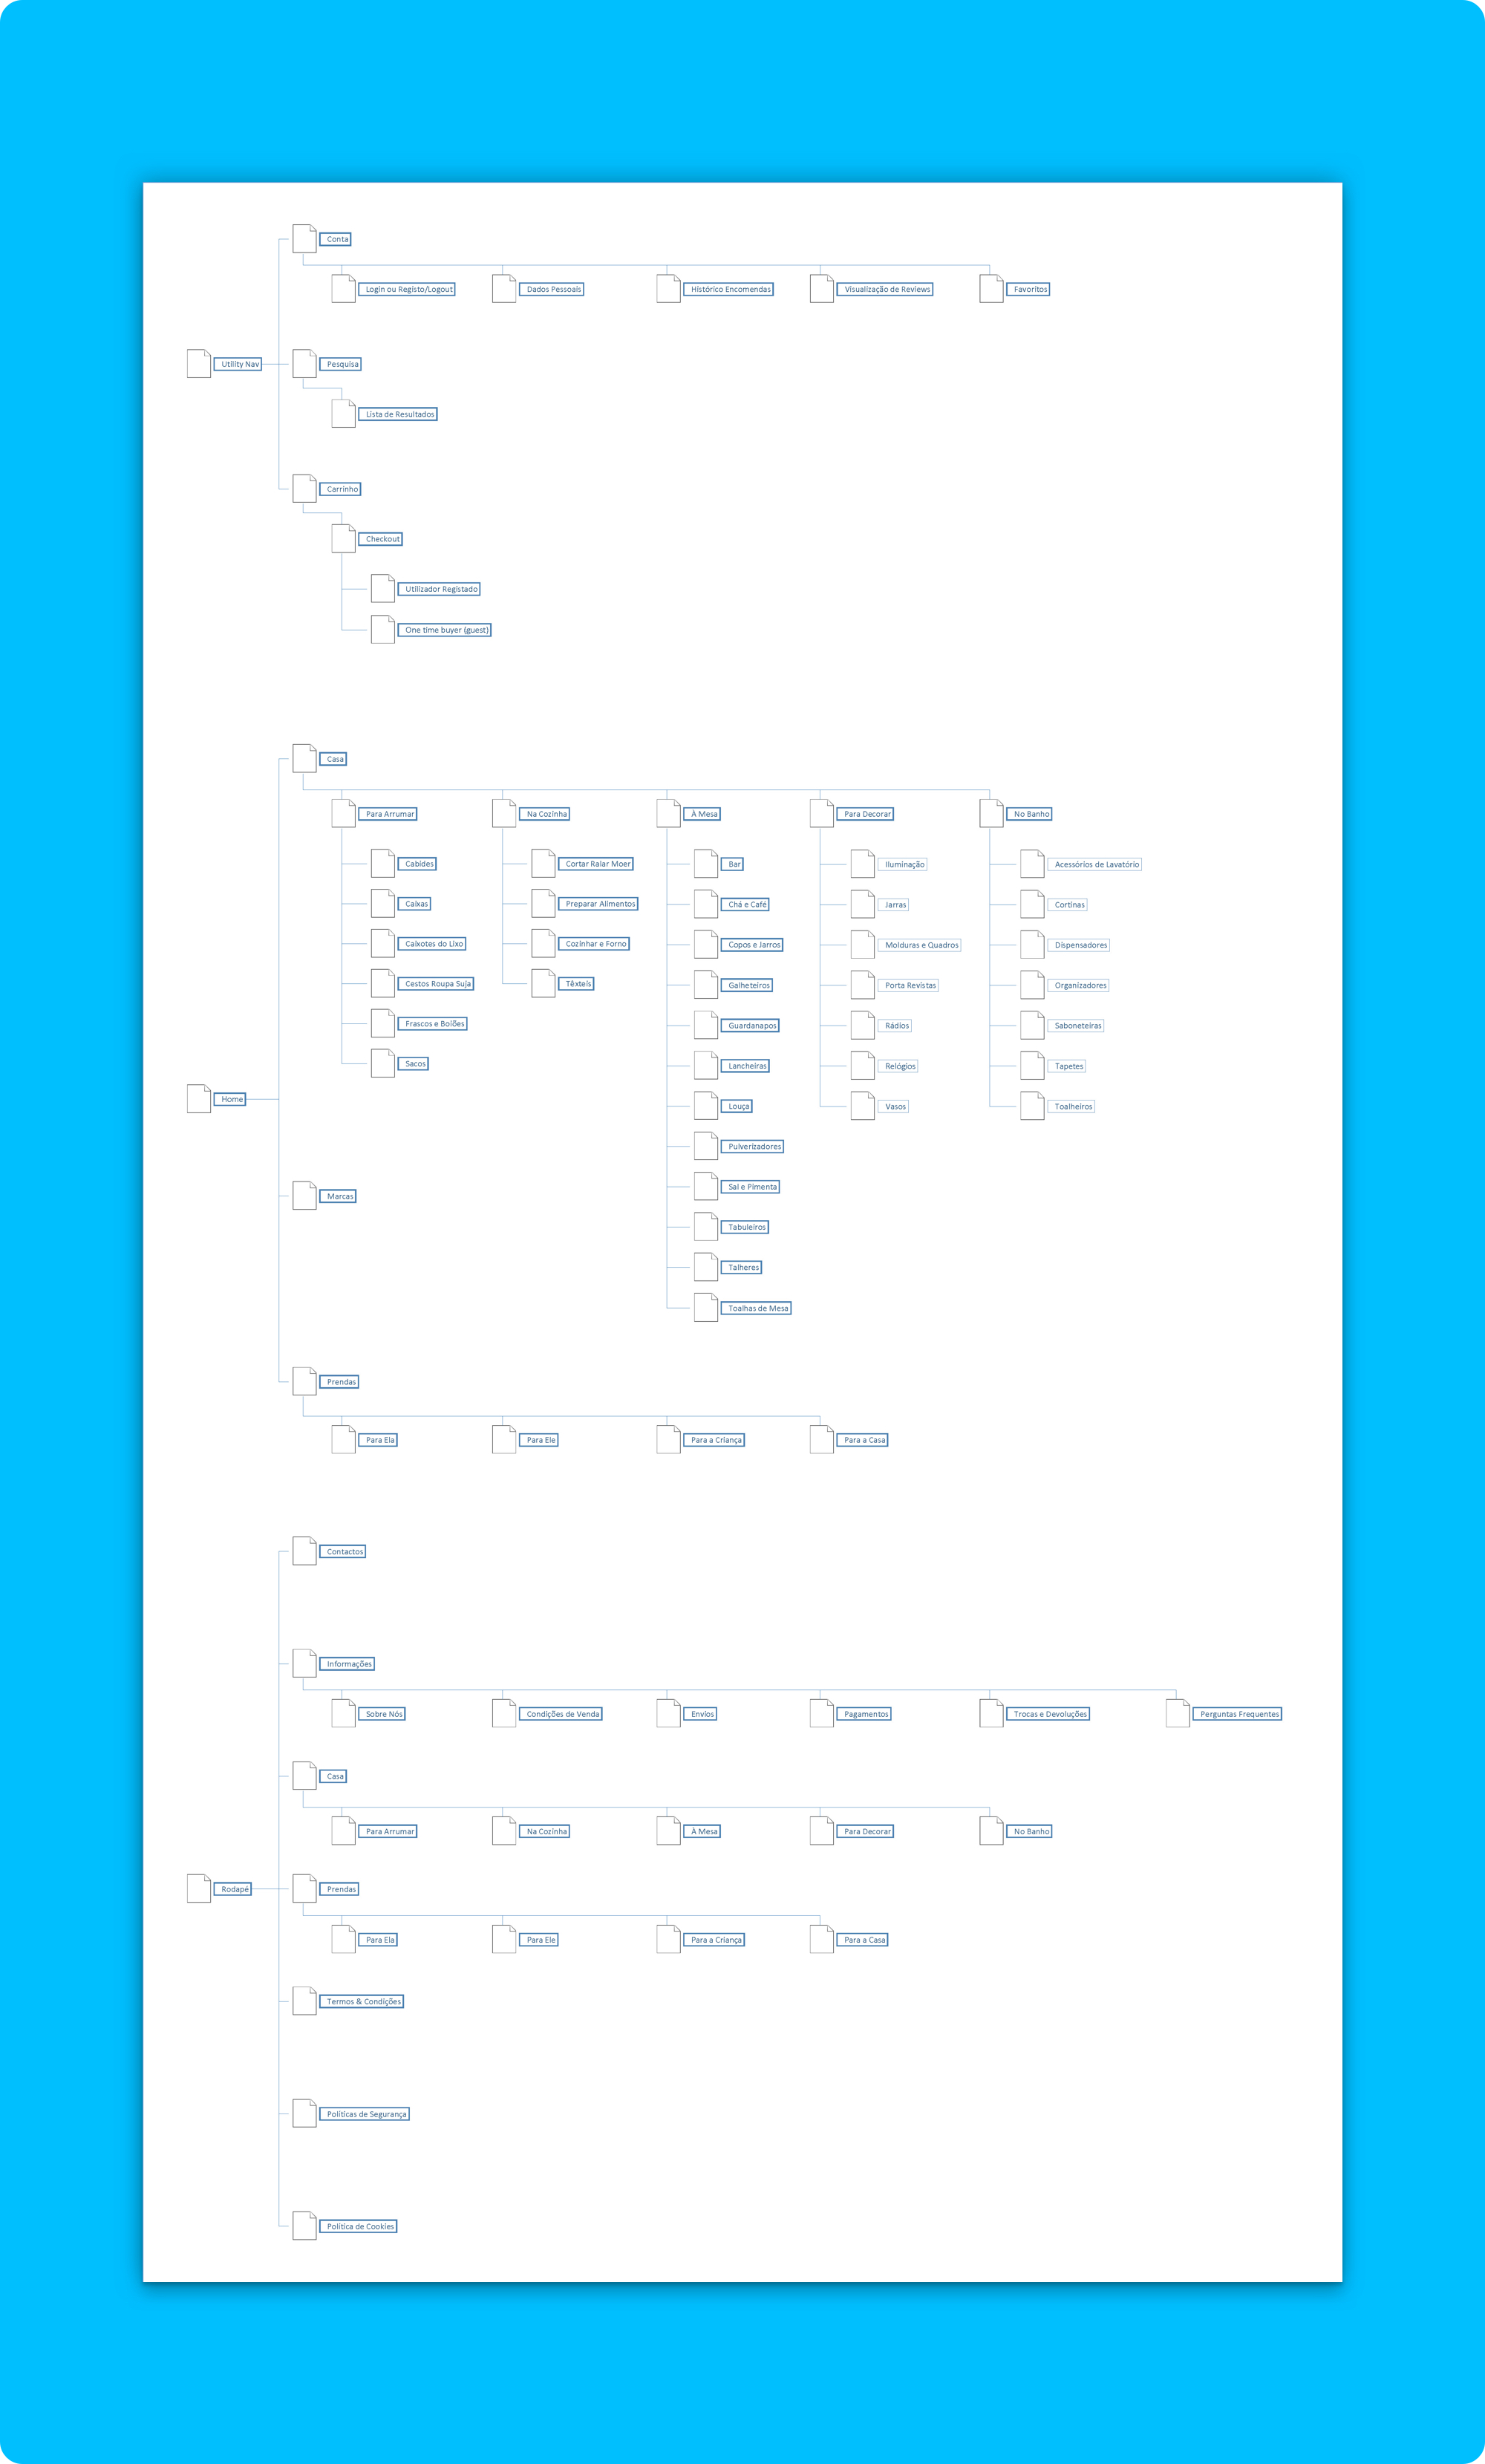 Conta
Login ou Registo/Logout
Dados Pessoais
Histórico Encomendas
Visualização de Reviews
Favoritos
Utility Nav
Pesquisa
Lista de Resultados
Carrinho
Checkout
Utilizador Registado
One time buyer (guest)
Casa
Para Arrumar
Na Cozinha
À Mesa
Para Decorar
No Banho
Cabides
Caixas
Caixotes do Lixo
Cestos Roupa Suja
Frascos e Boiões
Sacos
Cortar Ralar Moer
Preparar Alimentos
Cozinhar e Forno
Têxteis
Bar
Chá e Café
Copos e Jarros
Galheteiros
Guardanapos
Lancheiras
Louça
Pulverizadores
Sal e Pimenta
Tabuleiros
Talheres
Toalhas de Mesa
Iluminação
Jarras
Molduras e Quadros
Porta Revistas
Rádios
Relógios
Vasos
Acessórios de Lavatório
Cortinas
Dispensadores
Organizadores
Saboneteiras
Tapetes
Toalheiros
Home
Marcas
Prendas
Para Ela
Para Ele
Para a Criança
Para a Casa
Contactos
Informações
Sobre Nós
Condições de Venda
Envios
Pagamentos
Trocas e Devoluções
Perguntas Frequentes
Casa
Para Arrumar
Na Cozinha
À Mesa
Para Decorar
No Banho
Rodapé
Prendas
Para Ela
Para Ele
Para a Criança
Para a Casa
Termos & Condições
Políticas de Segurança
Política de Cookies